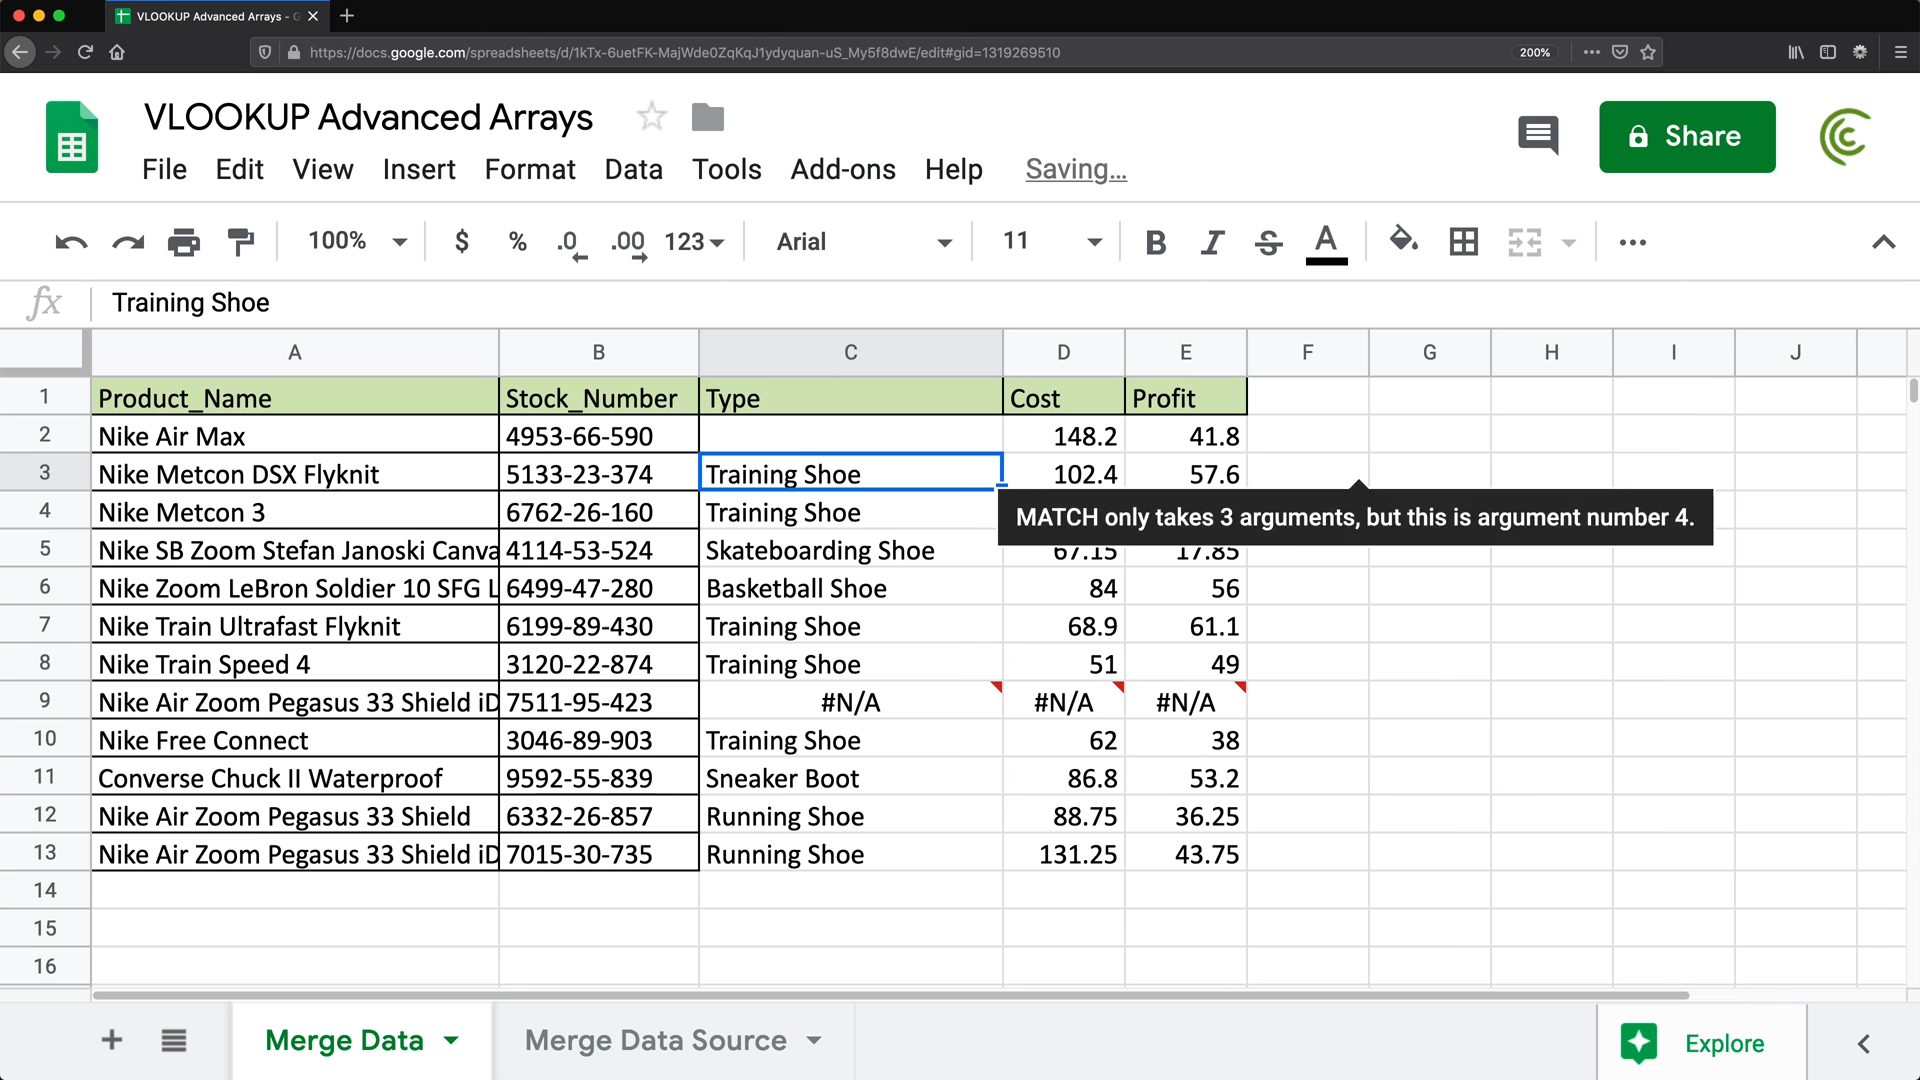 VLOOKUP Advanced Arrays - G
https://docs.google.com/spreadsheets/d/1kTx-6uetFK-MajWde0ZqKqJ1ydyquan-uS_My5f8dwE/edit#gid=1319269510 200%
VLOOKUP Advanced Arrays
Share
File Edit View Insert Format Data Tools Add-ons Help Saving...
100% $ % .0 .00 123 Arial 11 B I S A
fx Training Shoe
A B C D E F G H I J
1 Product_Name Stock_Number Type Cost Profit
2 Nike Air Max 4953-66-590 148.2 41.8
3 Nike Metcon DSX Flyknit 5133-23-374 Training Shoe 102.4 57.6
4 Nike Metcon 3 6762-26-160 Training Shoe
MATCH only takes 3 arguments, but this is argument number 4.
5 Nike SB Zoom Stefan Janoski Canva 4114-53-524 Skateboarding Shoe 67.15 17.85
6 Nike Zoom LeBron Soldier 10 SFG L 6499-47-280 Basketball Shoe 84 56
7 Nike Train Ultrafast Flyknit 6199-89-430 Training Shoe 68.9 61.1
8 Nike Train Speed 4 3120-22-874 Training Shoe 51 49
9 Nike Air Zoom Pegasus 33 Shield iD 7511-95-423 #N/A #N/A #N/A
10 Nike Free Connect 3046-89-903 Training Shoe 62 38
11 Converse Chuck II Waterproof 9592-55-839 Sneaker Boot 86.8 53.2
12 Nike Air Zoom Pegasus 33 Shield 6332-26-857 Running Shoe 88.75 36.25
13 Nike Air Zoom Pegasus 33 Shield iD 7015-30-735 Running Shoe 131.25 43.75
14
15
16
Merge Data Merge Data Source Explore